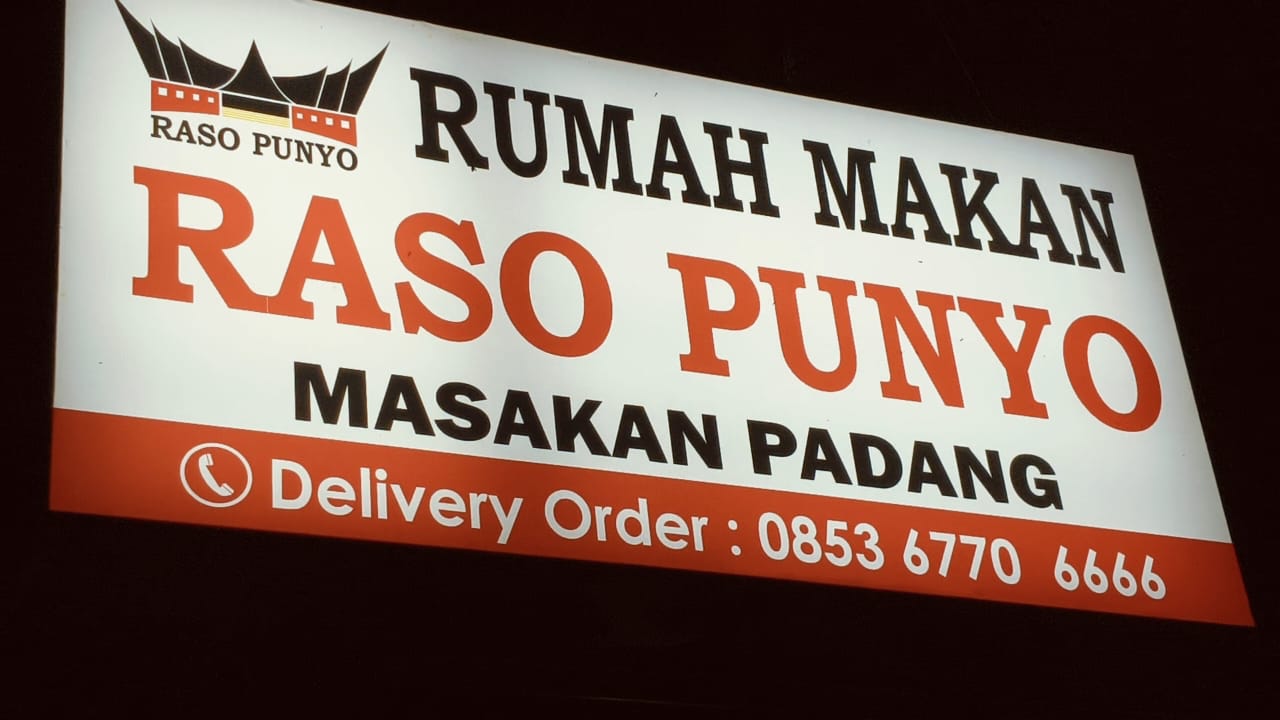 RASO PUNYO
RUMAH MAKAN
RASO PUNYO
MASAKAN PADANG
Delivery Order : 0853 6770 6666